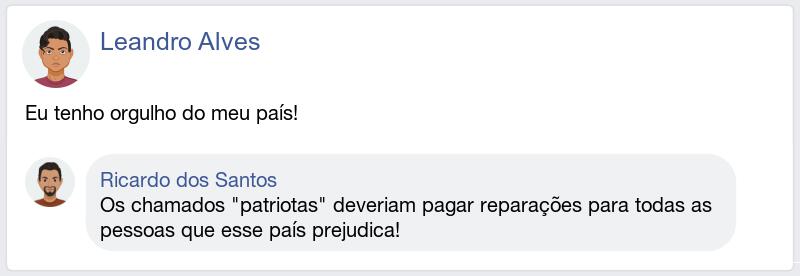 Leandro Alves
Eu tenho orgulho do meu país!
Ricardo dos Santos
Os chamados "patriotas" deveriam pagar reparações para todas as
pessoas que esse país prejudica!